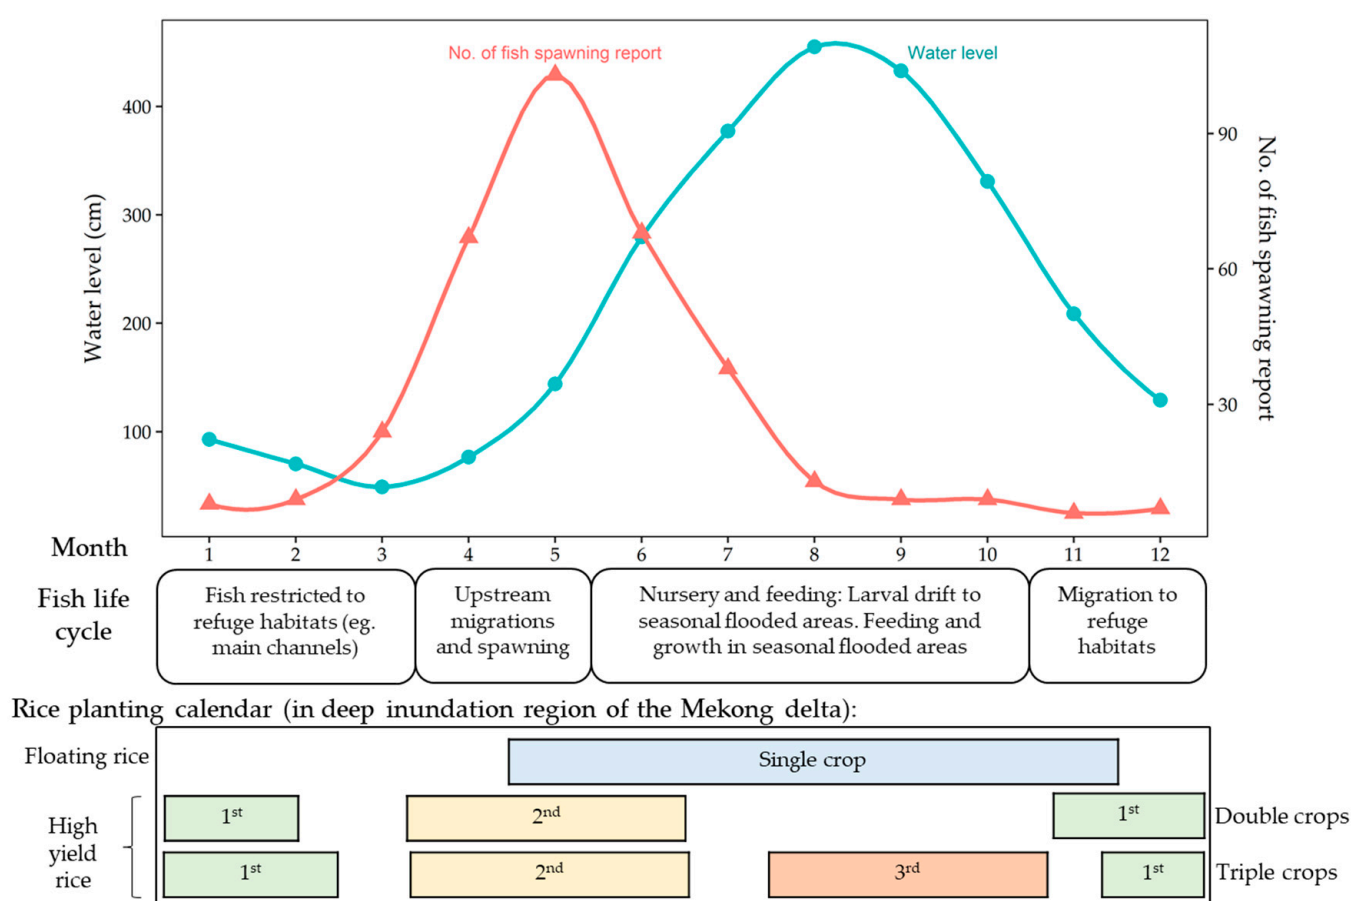 No. of fish spawning report
Water level
400
300
200
100
Water level (cm)
90
60
30
No. of fish spawning report
Month
1 2 3 4 5 6 7 8 9 10 11 12
Fish life
cycle
Fish restricted to
refuge habitats (eg.
main channels)
Upstream
migrations
and spawning
Nursery and feeding: Larval drift to
seasonal flooded areas. Feeding and
growth in seasonal flooded areas
Migration to
refuge
habitats
Rice planting calendar (in deep inundation region of the Mekong delta):
Floating rice
Single crop
High
yield
rice
1st 2nd 1st Double crops
1st 2nd 3rd 1st Triple crops